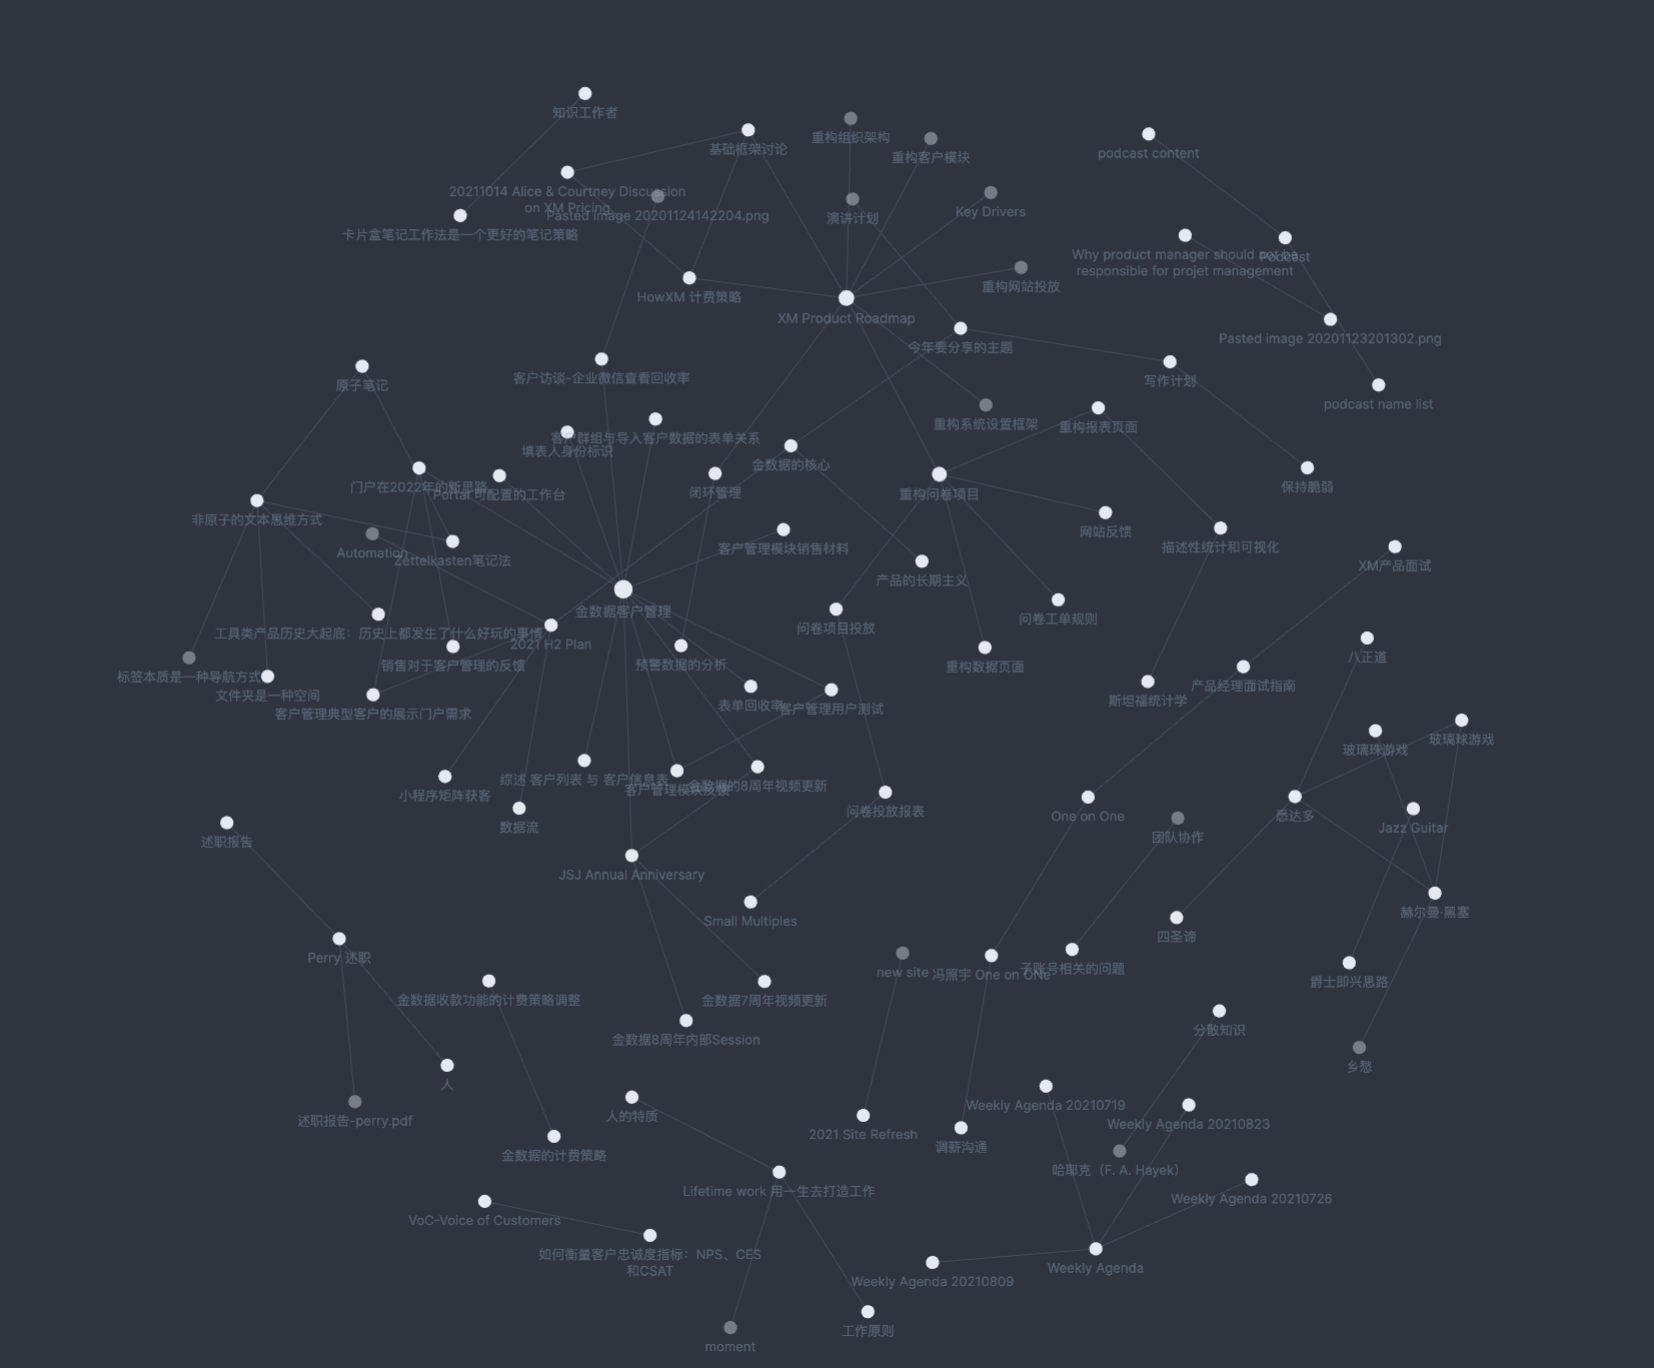 知识工作者
重构组织架构
基础框架讨论
重构客户模块
podcast content
20211014 Alice & Courtney Discussion
on XM Pricing
Pasted image 20201124142204.png
Key Drivers
演讲计划
卡片盒笔记工作法是一个更好的笔记策略
Why product manager should not be
responsible for projet management
Podcast
重构网站投放
HowXM 计费策略
XM Product Roadmap
Pasted image 20201123201302.png
今年要分享的主题
客户访谈-企业微信查看回收率
写作计划
原子笔记
podcast name list
重构系统设置框架
重构报表页面
客户群组与导入客户数据的表单关系
填表人身份标识
金数据的核心
门户在2022年的新思路
Portal 可配置的工作台
闭环管理
重构问卷项目
保持脆弱
非原子的文本思维方式
网站反馈
Automation
Zettelkasten笔记法
客户管理模块销售材料
描述性统计和可视化
XM产品面试
产品的长期主义
金数据客户管理
问卷工单规则
问卷项目投放
工具类产品历史大起底：历史上都发生了什么好玩的事情
2021 H2 Plan
八正道
销售对于客户管理的反馈
预警数据的分析
重构数据页面
标签本质是一种导航方式
文件夹是一种空间
产品经理面试指南
斯坦福统计学
客户管理典型客户的展示门户需求
表单回收率
客户管理用户测试
玻璃珠游戏
玻璃球游戏
综述 客户列表 与 客户信息表
客户管理模块反馈
金数据的8周年视频更新
小程序矩阵获客
问卷投放报表
One on One
悉达多
数据流
Jazz Guitar
团队协作
述职报告
JSJ Annual Anniversary
Small Multiples
赫尔曼·黑塞
四圣谛
Perry 述职
new site
冯照宇 One on ONe
子账号相关的问题
爵士即兴思路
金数据收款功能的计费策略调整
金数据7周年视频更新
分散知识
金数据8周年内部Session
乡愁
人
Weekly Agenda 20210719
述职报告-perry.pdf
人的特质
Weekly Agenda 20210823
2021 Site Refresh
调薪沟通
金数据的计费策略
哈耶克（F. A. Hayek）
Lifetime work 用一生去打造工作
Weekly Agenda 20210726
VoC-Voice of Customers
如何衡量客户忠诚度指标：NPS、CES
和CSAT
Weekly Agenda
Weekly Agenda 20210809
工作原则
moment